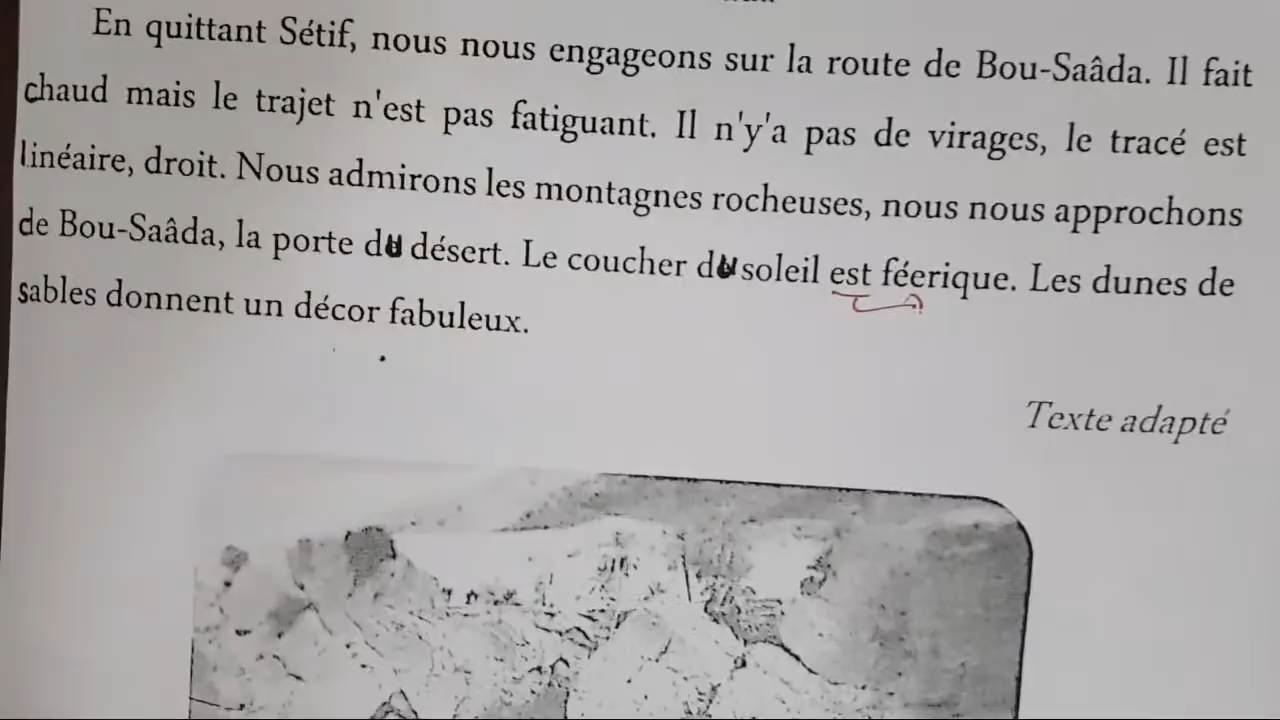 En quittant Sétif, nous nous engageons sur la route de Bou-Saâda. Il fait
chaud mais le trajet n'est pas fatiguant. Il n'y'a pas de virages, le tracé est
linéaire, droit. Nous admirons les montagnes rocheuses, nous nous approchons
de Bou-Saâda, la porte du désert. Le coucher du soleil est féerique. Les dunes de
sables donnent un décor fabuleux.
Texte adapté